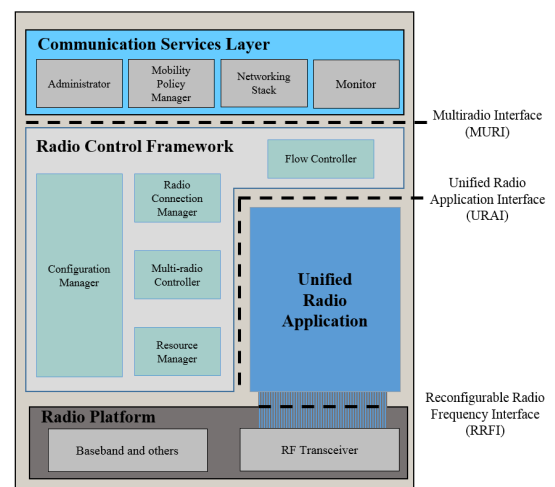 Communication Services Layer
Administrator
Mobility
Policy
Manager
Networking
Stack
Monitor
Multiradio Interface
(MURI)
Radio Control Framework
Flow Controller
Radio
Connection
Manager
Unified Radio
Application Interface
(URAI)
Configuration
Manager
Multi-radio
Controller
Unified
Radio
Application
Resource
Manager
Reconfigurable Radio
Frequency Interface
(RRFI)
Radio Platform
Baseband and others
RF Transceiver